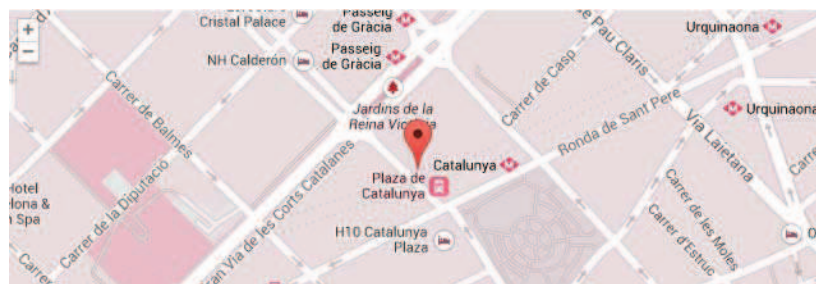 +
−
Cristal Palace
NH Calderón
Passeig
de Gràcia
Passeig
de Gràcia
Jardins de la
Reina
Urquinaona
Urquinaona
de Pau Claris
Carrer de Casp
Ronda de Sant Pere
Via Laietana
Carrer de Balmes
Carrer de la Diputació
Via de les Corts Catalanes
Catalunya
Plaza de
Catalunya
H10 Catalunya
Plaza
Carrer de les Moles
Carrer d'Estruc
Hotel
& 
Spa
Carrer
Carre